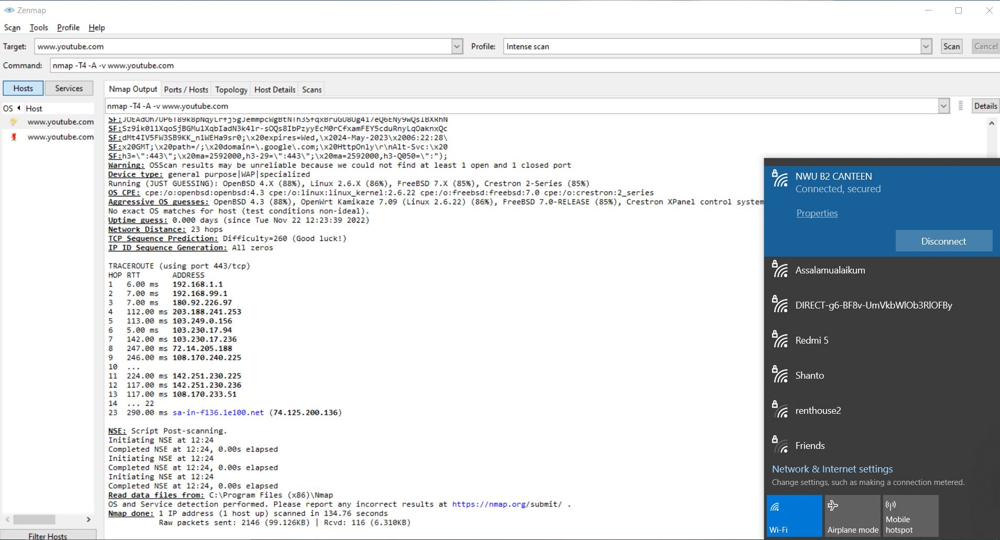 Zenmap
Scan Tools Profile Help
Target: www.youtube.com Profile: Intense scan Scan Cancel
Command: nmap -T4 -A -v www.youtube.com
Hosts Services
Nmap Output Ports / Hosts Topology Host Details Scans
OS Host
www.youtube.com
www.youtube.com
Filter Hosts
nmap -T4 -A -v www.youtube.com Details
SF:Sz9ik011XqoSjBGMu1XqbIadN3k4lr-sOQs8IbPzyyEcM0rCfxamFEY5cduRnyLqOaknxQc
SF:dMt4IV5FW3SB9KK_n1WEHa9sr0;\x20expires=Wed,\x2024-May-2023\x2006:22:28\
SF:x20GMT;\x20path=/;\x20domain=\.google\.com;\x20HttpOnly\r\nAlt-Svc:\x20
SF:h3=\":443\";\x20ma=2592000,h3-29=\":443\";\x20ma=2592000,h3-Q050=\":");
Warning: OSScan results may be unreliable because we could not find at least 1 open and 1 closed port
Device type: general purpose|WAP|specialized
Running (JUST GUESSING): OpenBSD 4.X (88%), Linux 2.6.X (86%), FreeBSD 7.X (85%), Crestron 2-Series (85%)
OS CPE: cpe:/o:openbsd:openbsd:4.3 cpe:/o:linux:linux_kernel:2.6.22 cpe:/o:freebsd:freebsd:7.0 cpe:/o:crestron:2_series
Aggressive OS guesses: OpenBSD 4.3 (88%), OpenWrt Kamikaze 7.09 (Linux 2.6.22) (86%), FreeBSD 7.0-RELEASE (85%), Crestron XPanel control system
No exact OS matches for host (test conditions non-ideal).
Uptime guess: 0.000 days (since Tue Nov 22 12:23:39 2022)
Network Distance: 23 hops
TCP Sequence Prediction: Difficulty=260 (Good luck!)
IP ID Sequence Generation: All zeros
TRACEROUTE (using port 443/tcp)
HOP RTT ADDRESS
1 6.00 ms 192.168.1.1
2 7.00 ms 192.168.99.1
3 7.00 ms 180.92.226.97
4 112.00 ms 203.188.241.253
5 113.00 ms 103.249.0.156
6 5.00 ms 103.230.17.94
7 142.00 ms 103.230.17.236
8 247.00 ms 72.14.205.188
9 246.00 ms 108.170.240.225
10 ...
11 224.00 ms 142.251.230.225
12 117.00 ms 142.251.230.236
13 117.00 ms 108.170.233.51
14 ... 22
23 290.00 ms sa-in-f136.1e100.net (74.125.200.136)
NSE: Script Post-scanning.
Initiating NSE at 12:24
Completed NSE at 12:24, 0.00s elapsed
Initiating NSE at 12:24
Completed NSE at 12:24, 0.00s elapsed
Initiating NSE at 12:24
Completed NSE at 12:24, 0.00s elapsed
Read data files from: C:\Program Files (x86)\Nmap
OS and Service detection performed. Please report any incorrect results at https://nmap.org/submit/ .
Nmap done: 1 IP address (1 host up) scanned in 134.76 seconds
Raw packets sent: 2146 (99.126KB) | Rcvd: 116 (6.310KB)
NWU B2 CANTEEN
Connected, secured
Properties
Disconnect
Assalamualaikum
DIRECT-g6-BF8v-UmVkbWlOb3RlOFBy
Redmi 5
Shanto
renthouse2
Friends
Network & Internet settings
Change settings, such as making a connection metered.
Wi-Fi
Airplane mode
Mobile
hotspot